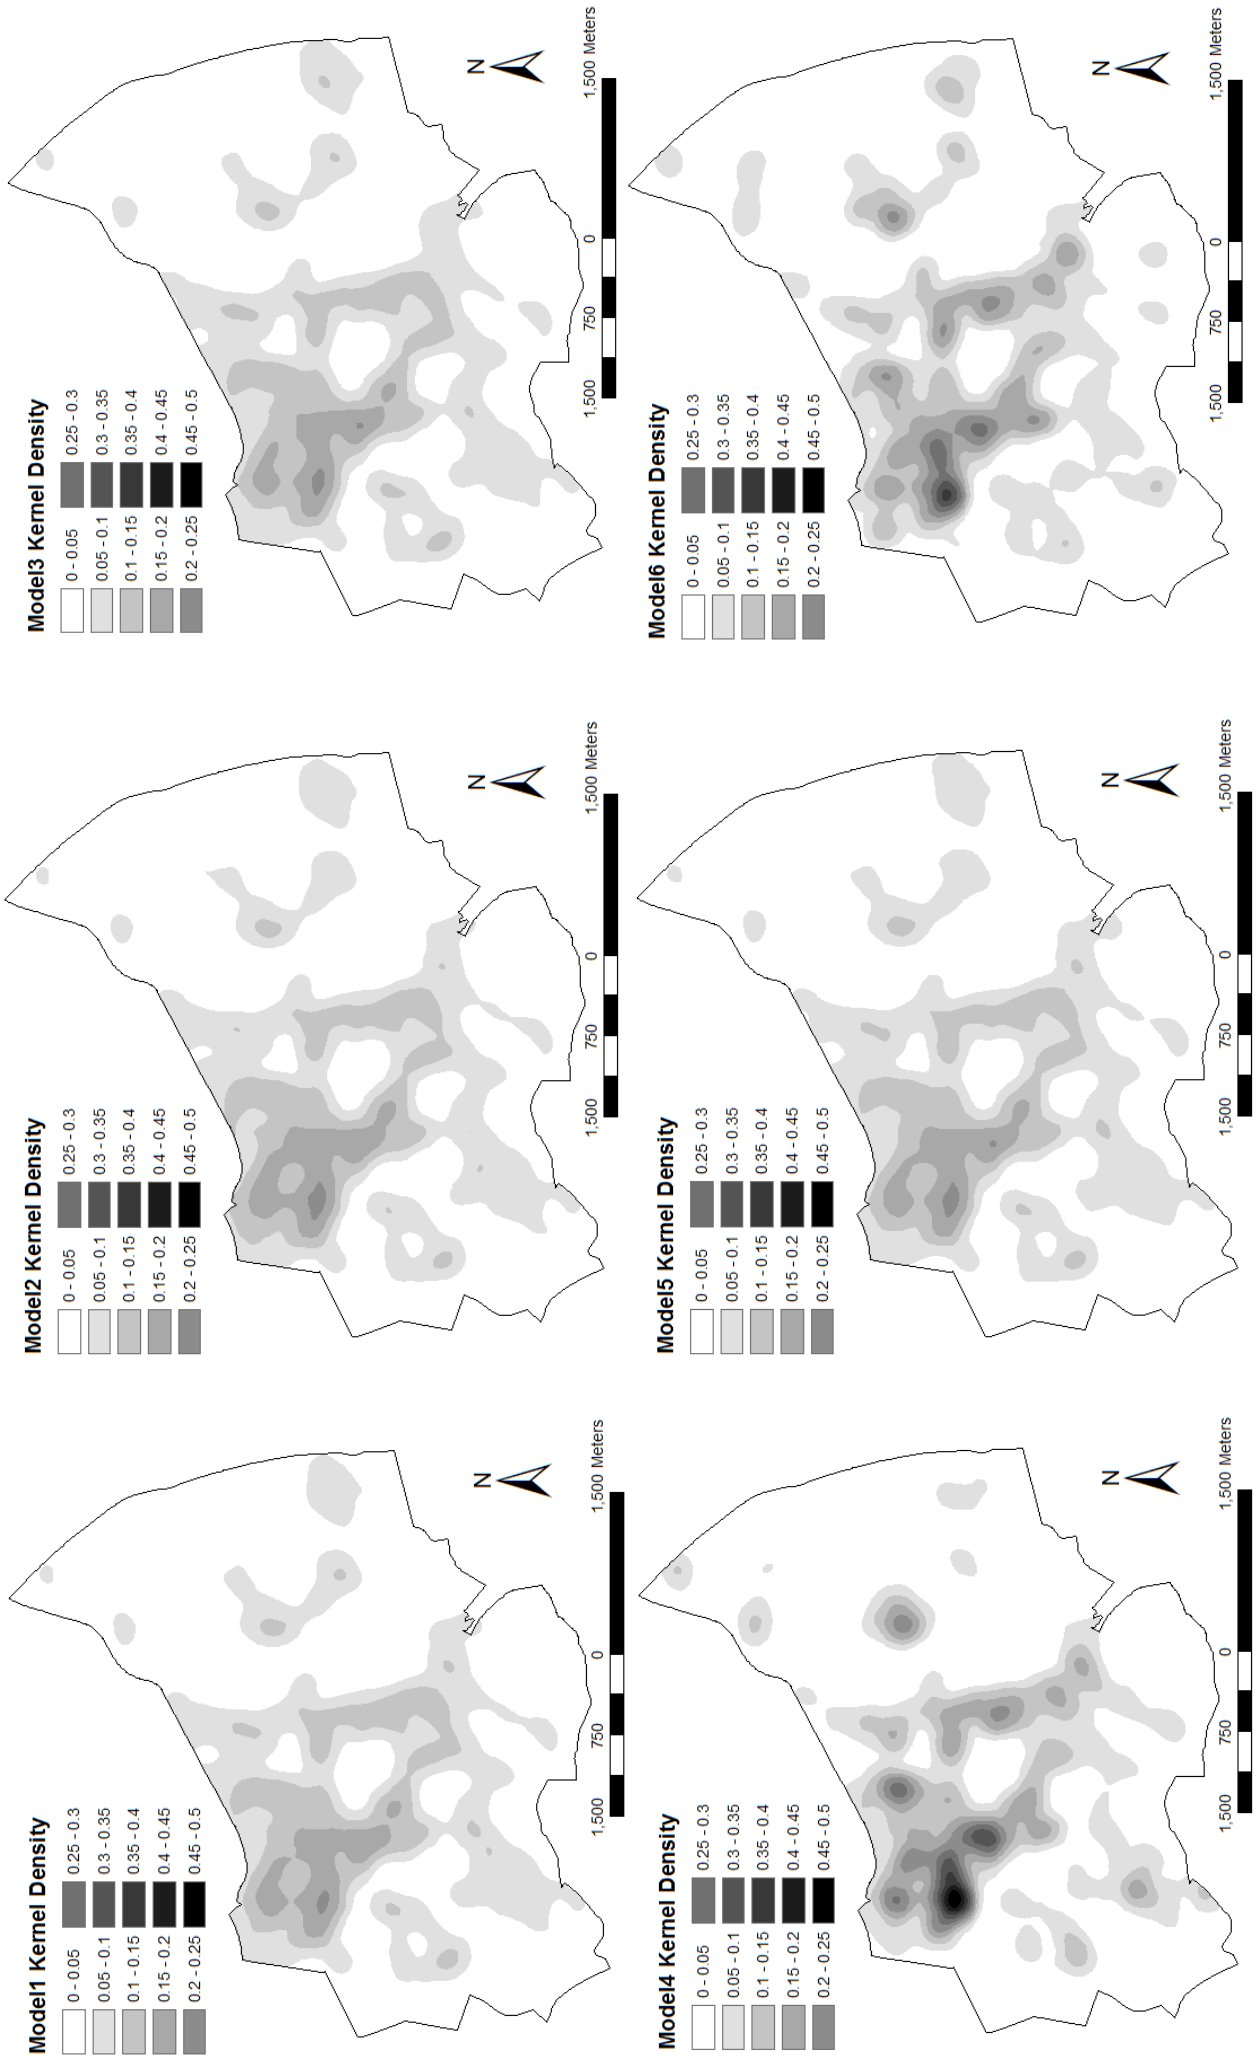 Model1 Kernel Density
0 - 0.05 0.25 - 0.3
0.05 - 0.1 0.3 - 0.35
0.1 - 0.15 0.35 - 0.4
0.15 - 0.2 0.4 - 0.45
0.2 - 0.25 0.45 - 0.5
N
1,500 750 0 1,500 Meters
Model2 Kernel Density
0 - 0.05 0.25 - 0.3
0.05 - 0.1 0.3 - 0.35
0.1 - 0.15 0.35 - 0.4
0.15 - 0.2 0.4 - 0.45
0.2 - 0.25 0.45 - 0.5
N
1,500 750 0 1,500 Meters
Model3 Kernel Density
0 - 0.05 0.25 - 0.3
0.05 - 0.1 0.3 - 0.35
0.1 - 0.15 0.35 - 0.4
0.15 - 0.2 0.4 - 0.45
0.2 - 0.25 0.45 - 0.5
N
1,500 750 0 1,500 Meters
Model4 Kernel Density
0 - 0.05 0.25 - 0.3
0.05 - 0.1 0.3 - 0.35
0.1 - 0.15 0.35 - 0.4
0.15 - 0.2 0.4 - 0.45
0.2 - 0.25 0.45 - 0.5
N
1,500 750 0 1,500 Meters
Model5 Kernel Density
0 - 0.05 0.25 - 0.3
0.05 - 0.1 0.3 - 0.35
0.1 - 0.15 0.35 - 0.4
0.15 - 0.2 0.4 - 0.45
0.2 - 0.25 0.45 - 0.5
N
1,500 750 0 1,500 Meters
Model6 Kernel Density
0 - 0.05 0.25 - 0.3
0.05 - 0.1 0.3 - 0.35
0.1 - 0.15 0.35 - 0.4
0.15 - 0.2 0.4 - 0.45
0.2 - 0.25 0.45 - 0.5
N
1,500 750 0 1,500 Meters